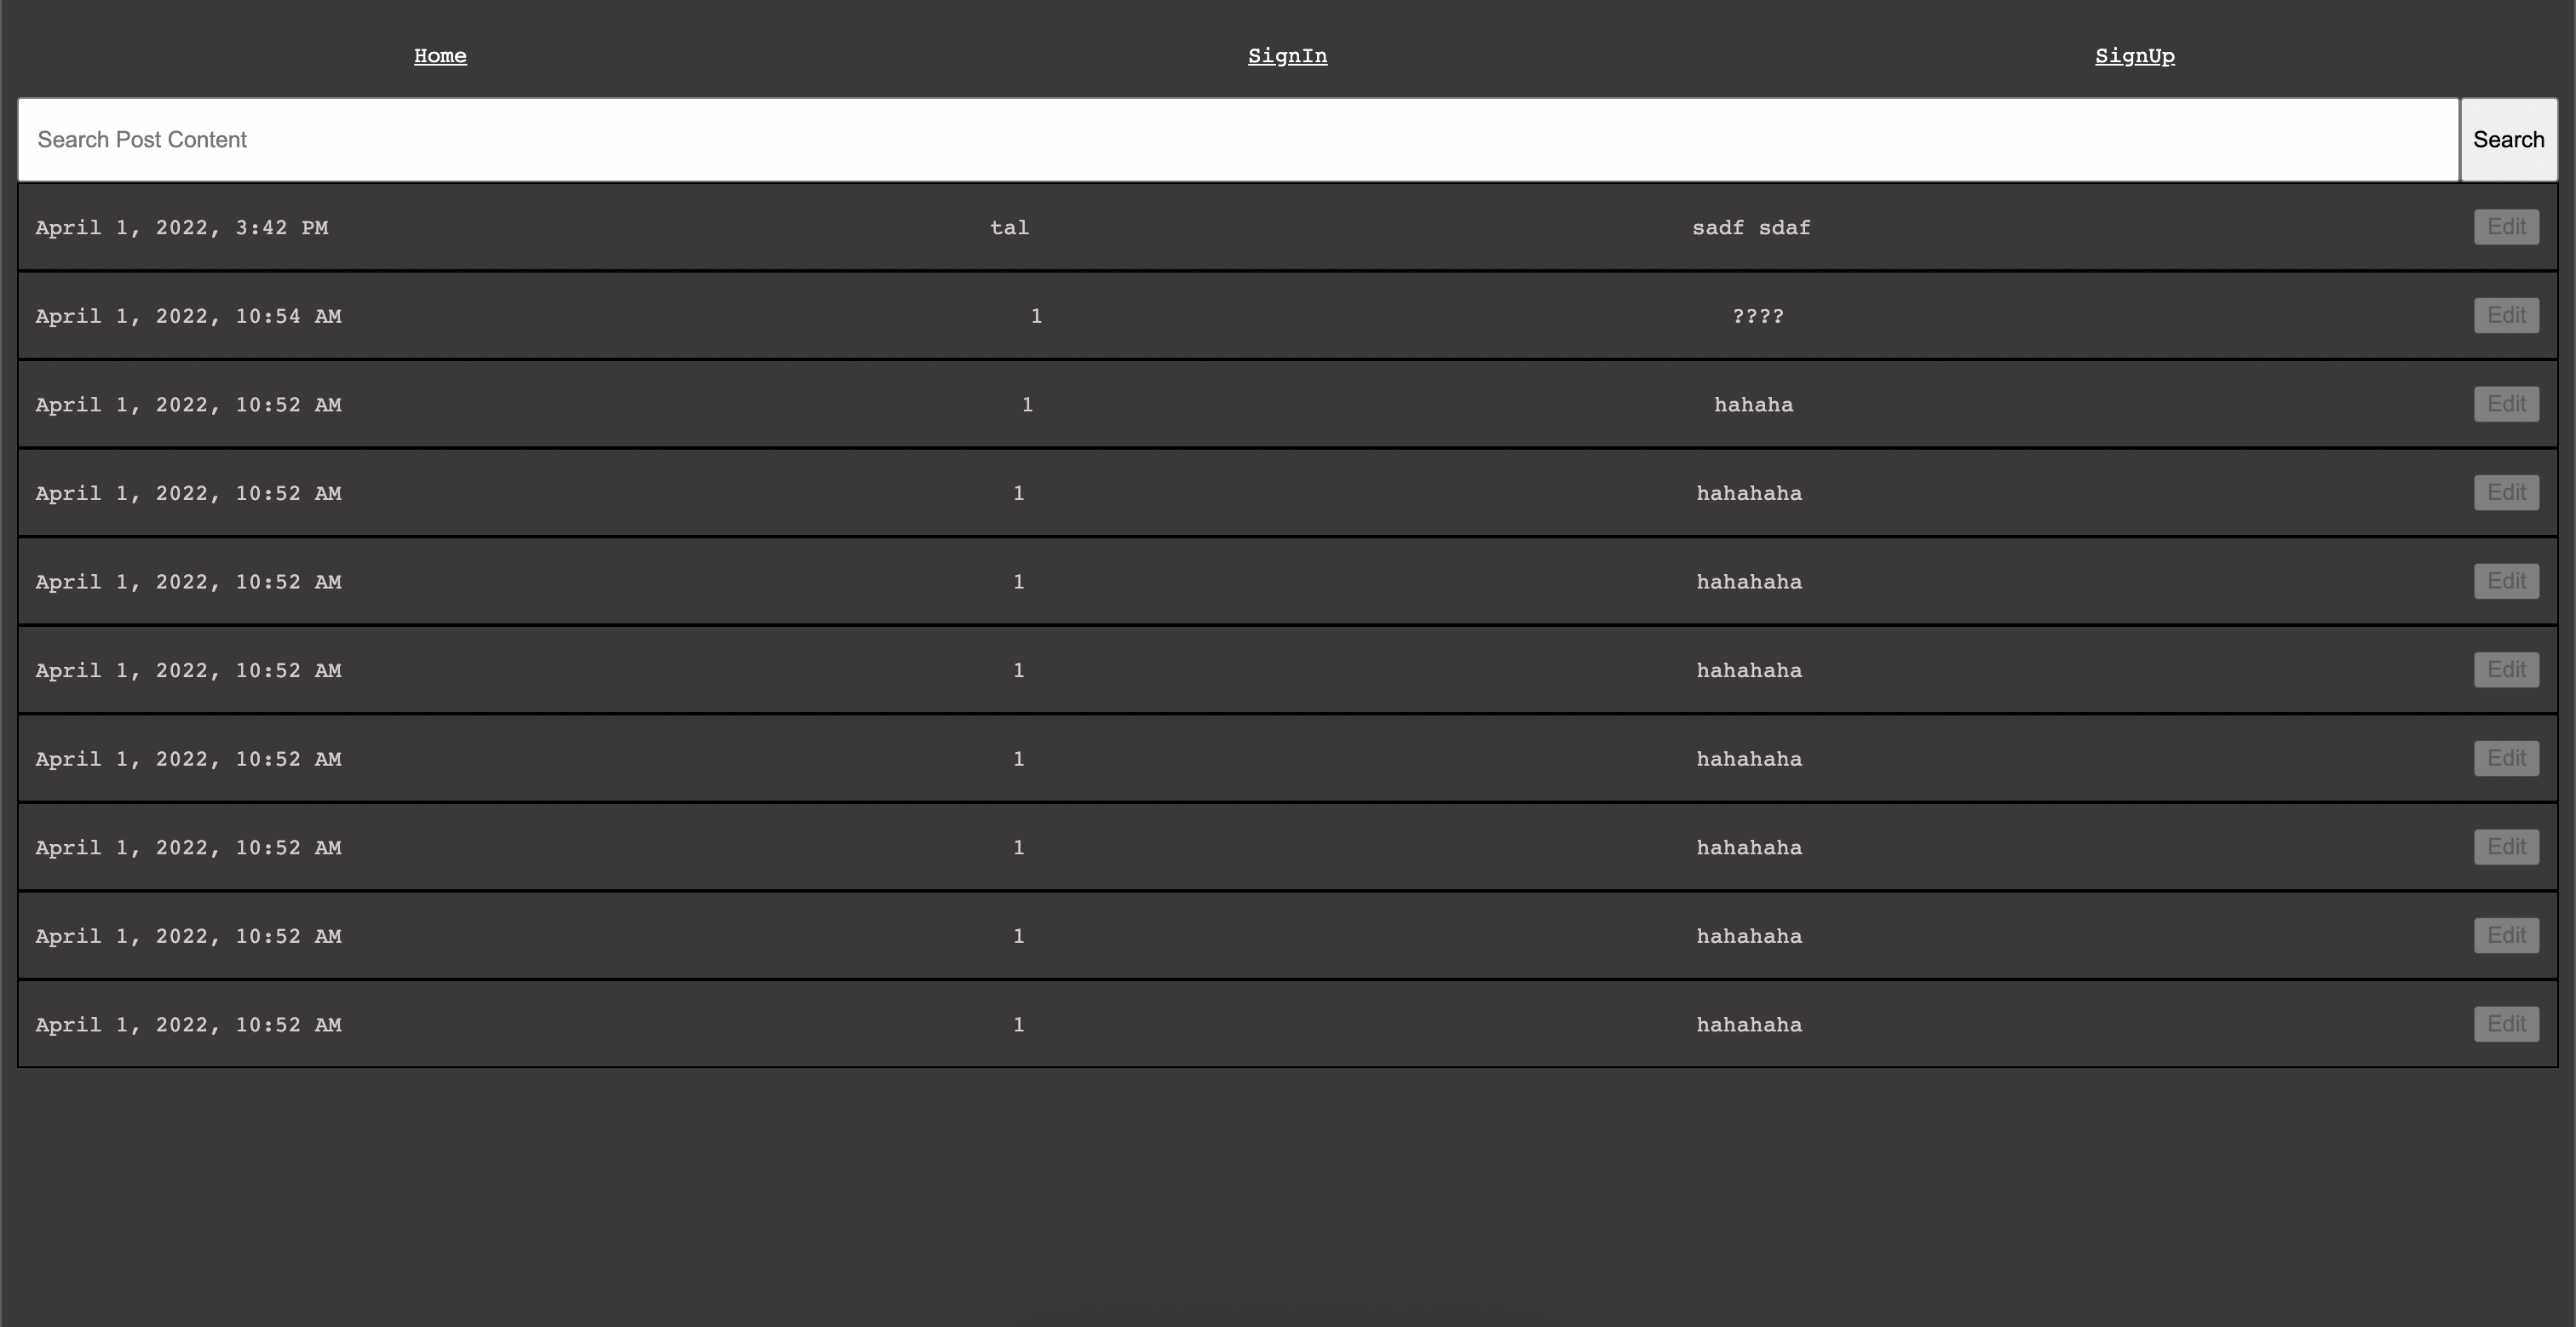 Home SignIn SignUp
Search Post Content Search
April 1, 2022, 3:42 PM tal sadf sdaf Edit
April 1, 2022, 10:54 AM 1 ???? Edit
April 1, 2022, 10:52 AM 1 hahaha Edit
April 1, 2022, 10:52 AM 1 hahahaha Edit
April 1, 2022, 10:52 AM 1 hahahaha Edit
April 1, 2022, 10:52 AM 1 hahahaha Edit
April 1, 2022, 10:52 AM 1 hahahaha Edit
April 1, 2022, 10:52 AM 1 hahahaha Edit
April 1, 2022, 10:52 AM 1 hahahaha Edit
April 1, 2022, 10:52 AM 1 hahahaha Edit